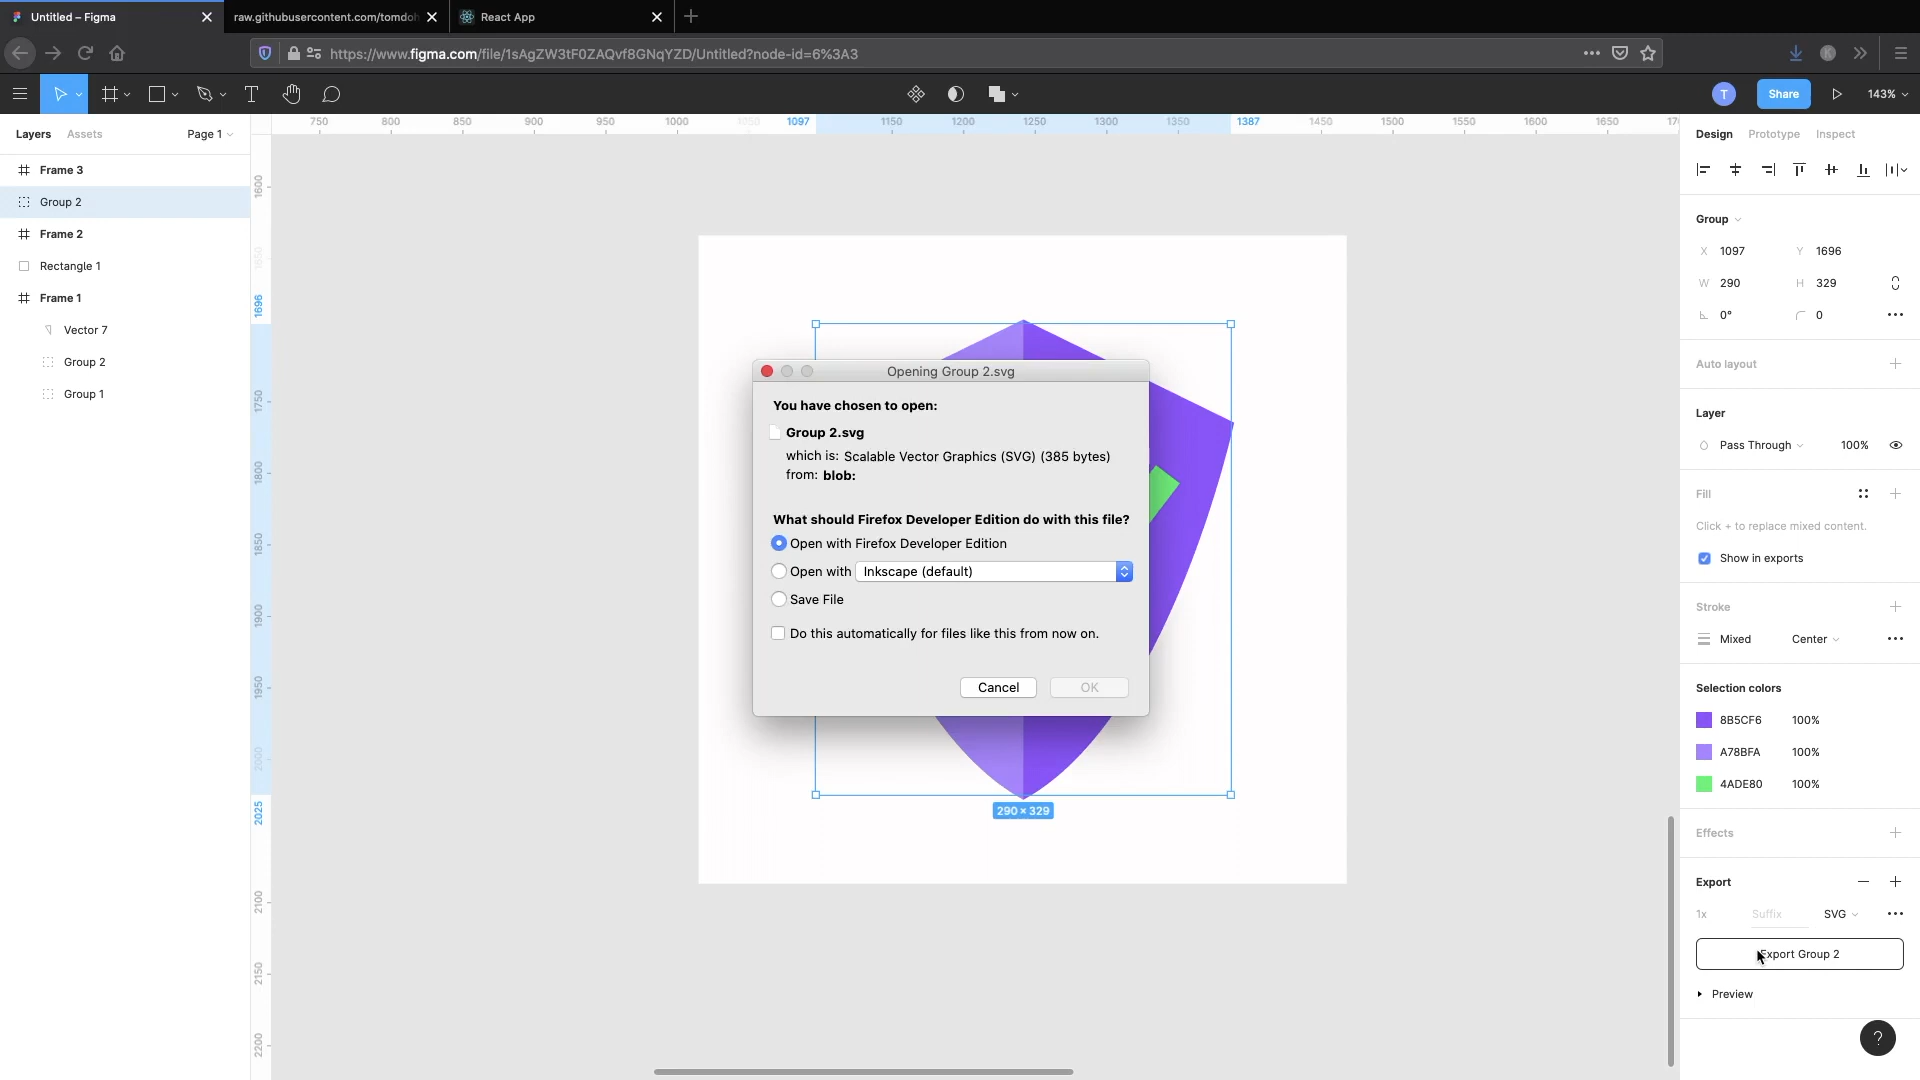 Untitled – Figma
raw.githubusercontent.com/tomdoh
React App
https://www.figma.com/file/1sAgZW3tF0ZAQvf8GNqYZD/Untitled?node-id=6%3A3
K
T
T
Share
143%
Layers
Assets
Page 1
Frame 3
Group 2
Frame 2
Rectangle 1
Frame 1
Vector 7
Group 2
Group 1
750
800
850
900
950
1000
1050
1097
1150
1200
1250
1300
1350
1387
1450
1500
1550
1600
1650
1600
1650
1696
1750
1800
1850
1900
1950
2000
2025
2100
2150
2200
Opening Group 2.svg
You have chosen to open:
Group 2.svg
which is: Scalable Vector Graphics (SVG) (385 bytes)
from: blob:
What should Firefox Developer Edition do with this file?
Open with Firefox Developer Edition
Open with Inkscape (default)
Save File
Do this automatically for files like this from now on.
Cancel
OK
290 × 329
Design
Prototype
Inspect
Group
X 1097
Y 1696
W 290
H 329
0°
0
Auto layout
Layer
Pass Through
100%
Fill
Click + to replace mixed content.
Show in exports
Stroke
Mixed
Center
Selection colors
8B5CF6 100%
A78BFA 100%
4ADE80 100%
Effects
Export
1x
Suffix
SVG
Export Group 2
Preview
?